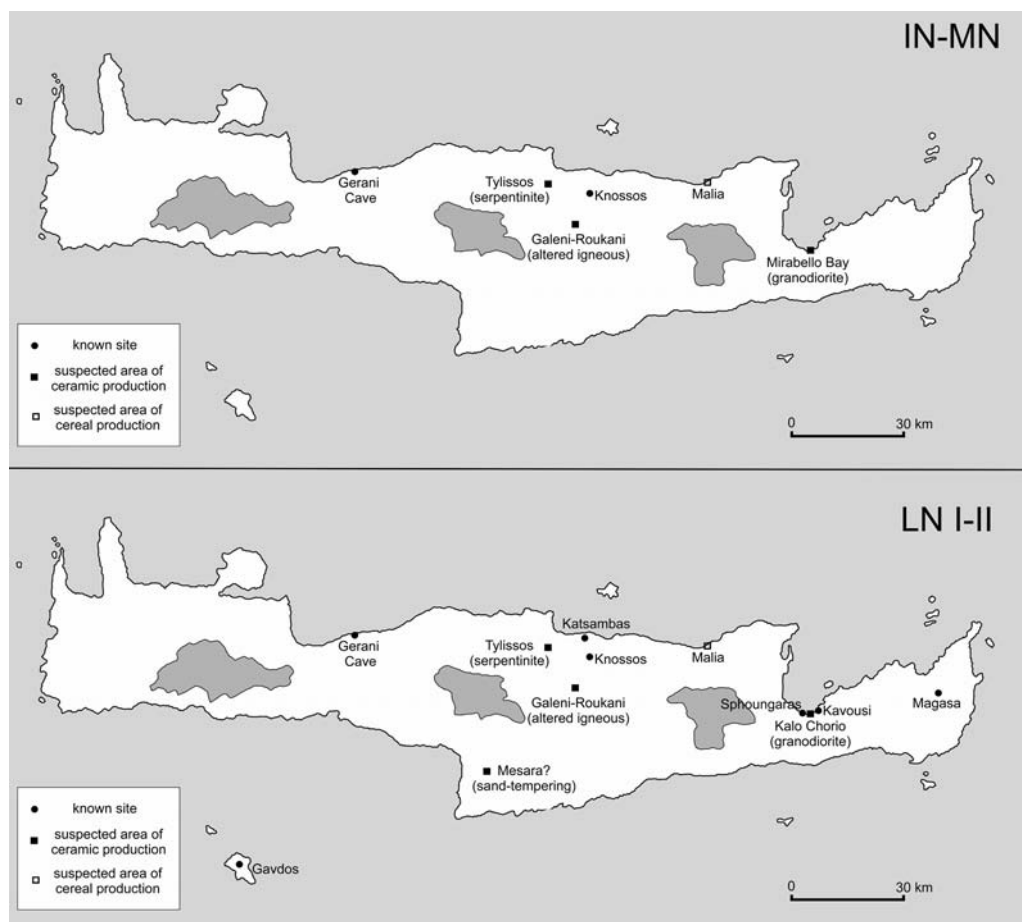 IN-MN
Gerani
Cave
Tylissos
(serpentinite)
Knossos
Malia
Galeni-Roukani
(altered igneous)
Mirabello Bay
(granodiorite)
known site
suspected area of
ceramic production
suspected area of
cereal production
0
30 km
LN I-II
Katsambas
Gerani
Cave
Tylissos
(serpentinite)
Knossos
Malia
Galeni-Roukani
(altered igneous)
Sphoungaras
Kavousi
Magasa
Kalo Chorio
(granodiorite)
Mesara?
(sand-tempering)
known site
suspected area of
ceramic production
suspected area of
cereal production
Gavdos
0
30 km